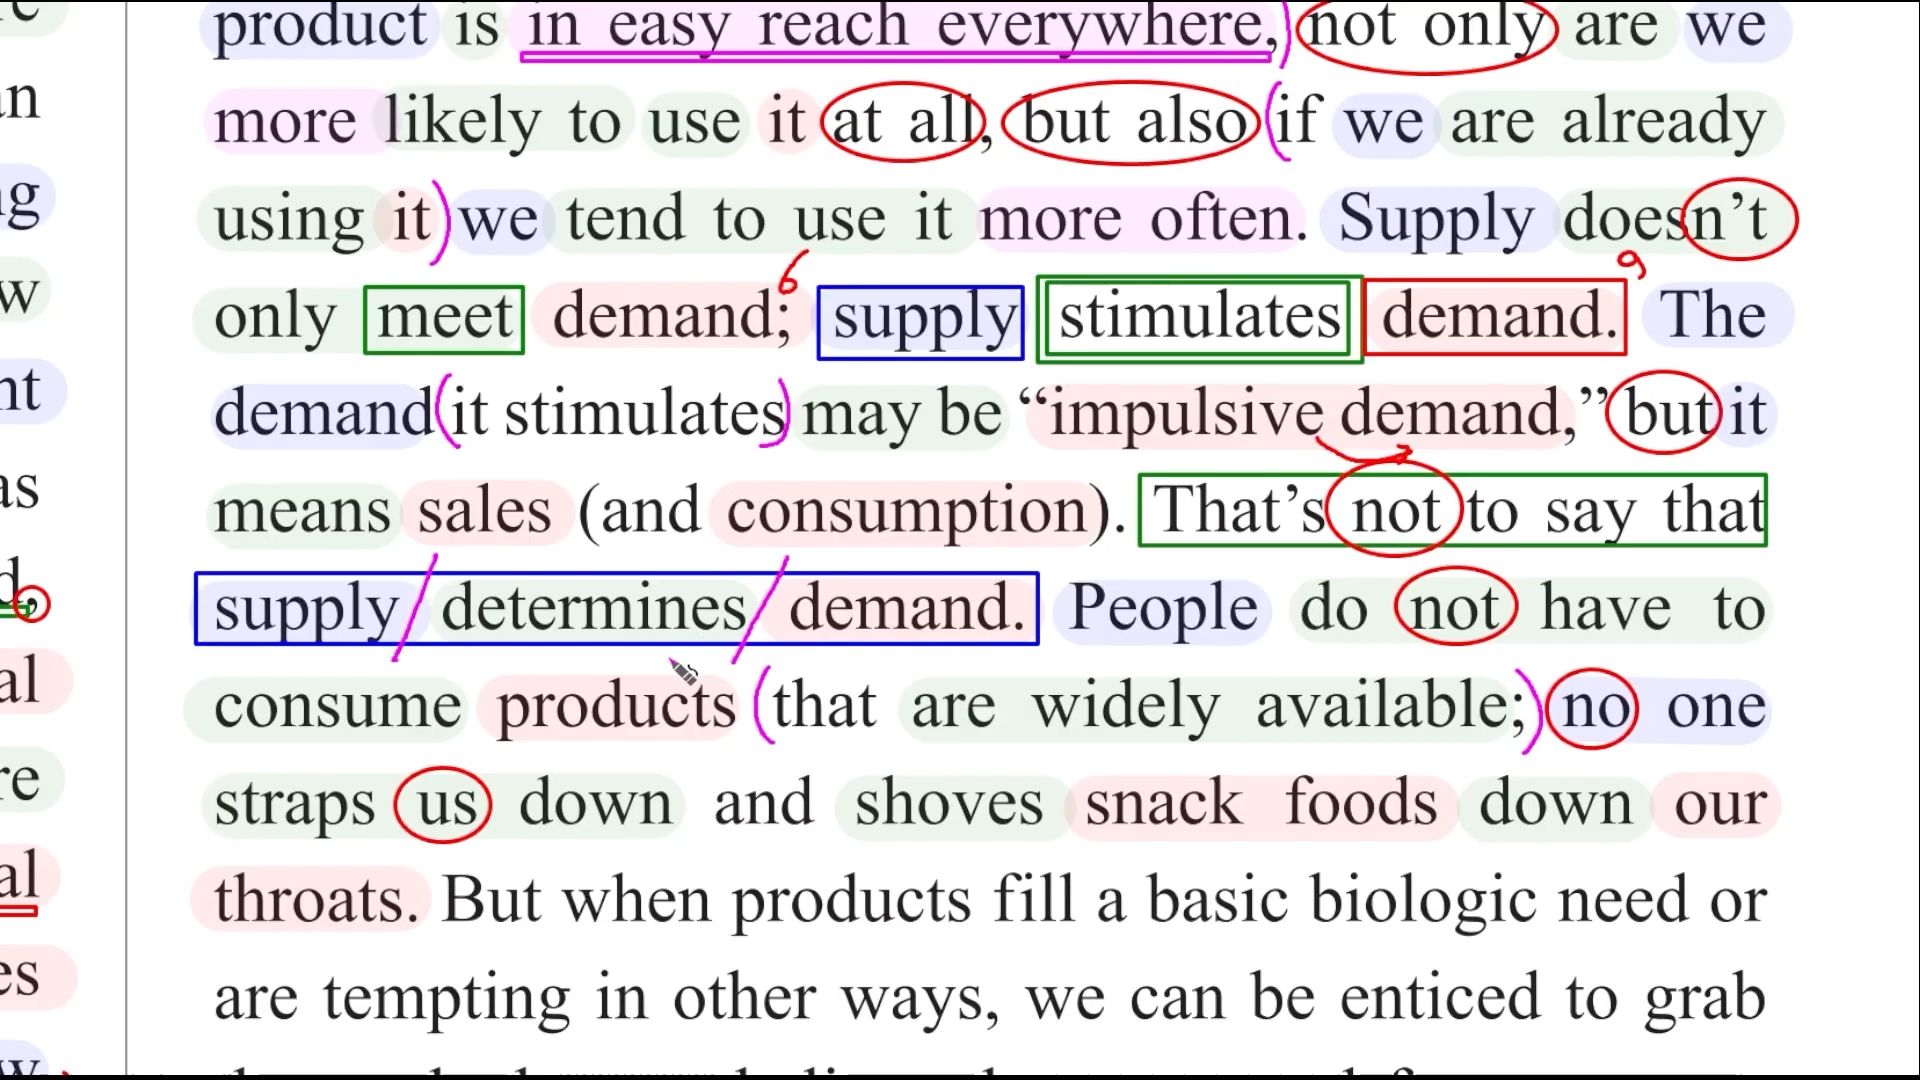 product is in easy reach everywhere, not only are we
more likely to use it at all, but also if we are already
using it we tend to use it more often. Supply doesn’t
only meet demand; supply stimulates demand. The
demand it stimulates may be “impulsive demand,” but it
means sales (and consumption). That’s not to say that
supply determines demand. People do not have to
consume products that are widely available; no one
straps us down and shoves snack foods down our
throats. But when products fill a basic biologic need or
are tempting in other ways, we can be enticed to grab